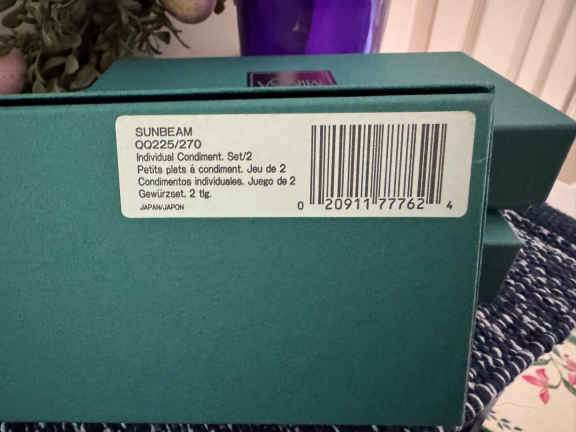 SUNBEAM
QQ225/270
Individual Condiment. Set/2
Petits plats á condiment. Jeu de 2
Condimentos individuales. Juego de 2
Gewürzset. 2 tlg.
JAPAN/JAPON
0 20911 77762 4